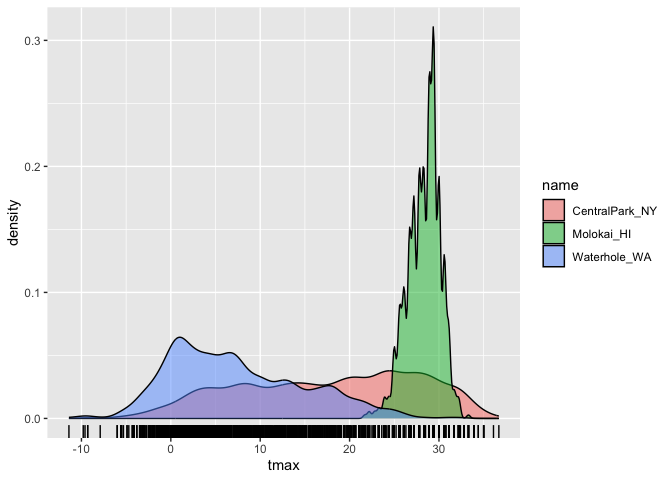 0.3
0.2
0.1
0.0
density
-10 0 10 20 30
tmax
name
CentralPark_NY
Molokai_HI
Waterhole_WA